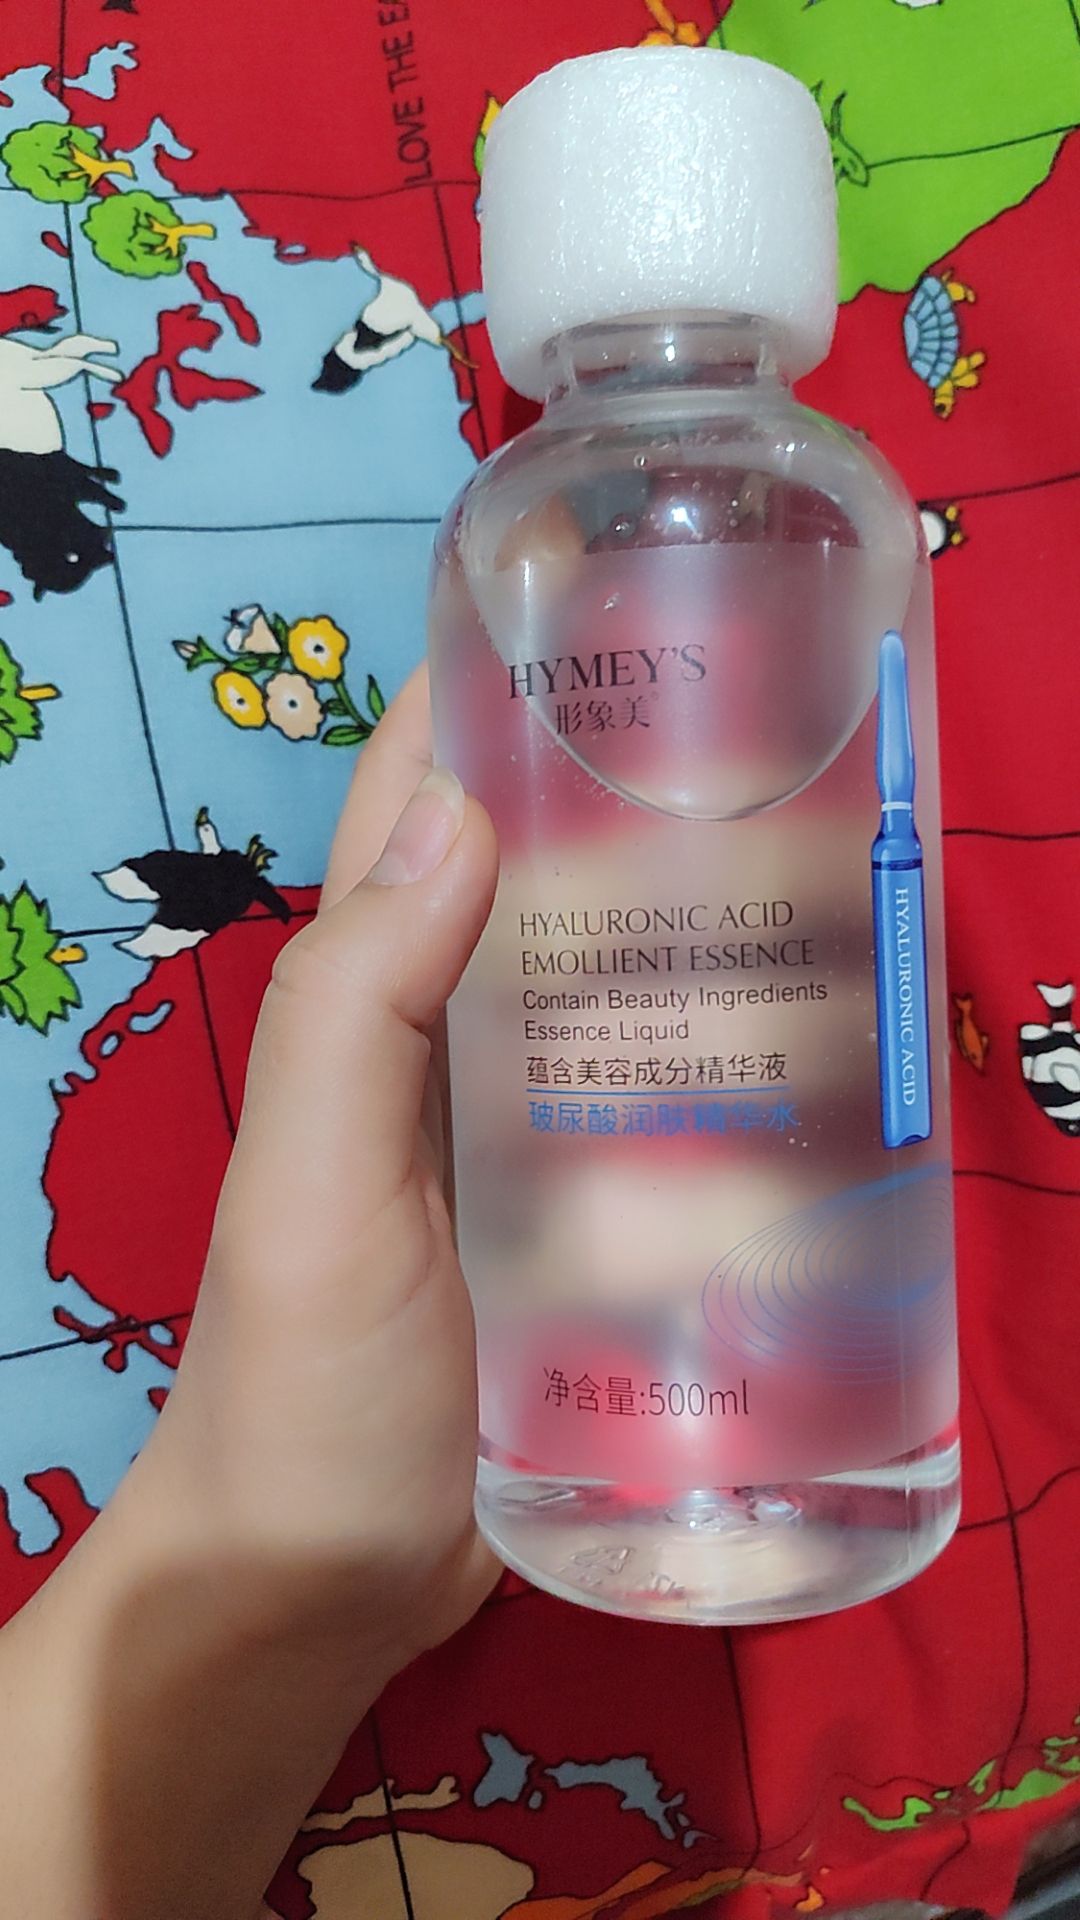 LOVE THE EA
HYMEY'S
形象美
HYALURONIC ACID
EMOLLIENT ESSENCE
Contain Beauty Ingredients
Essence Liquid
蕴含美容成分精华液
玻尿酸润肤精华水
HYALURONIC ACID
净含量:500ml